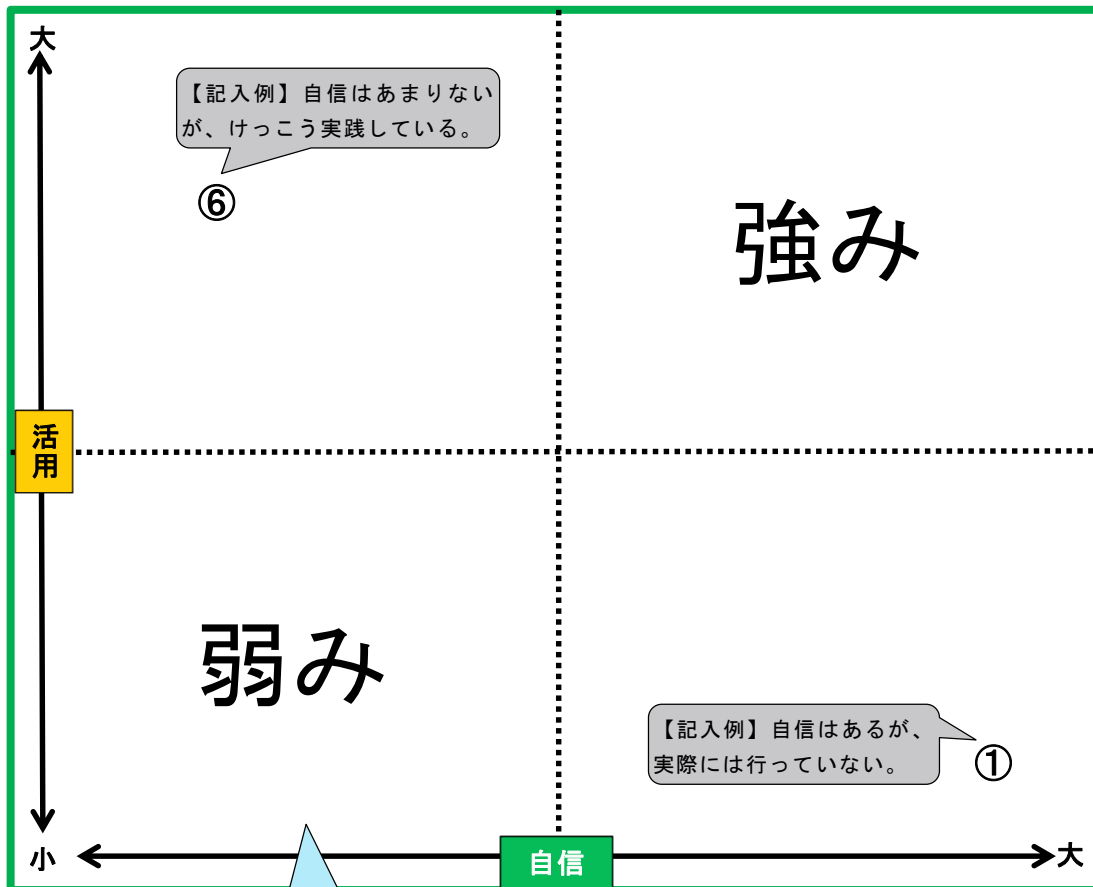 大
【記入例】自信はあまりない
が、けっこう実践している。
⑥
強み
活用
弱み
【記入例】自信はあるが、
実際には行っていない。
①
小
自信
大